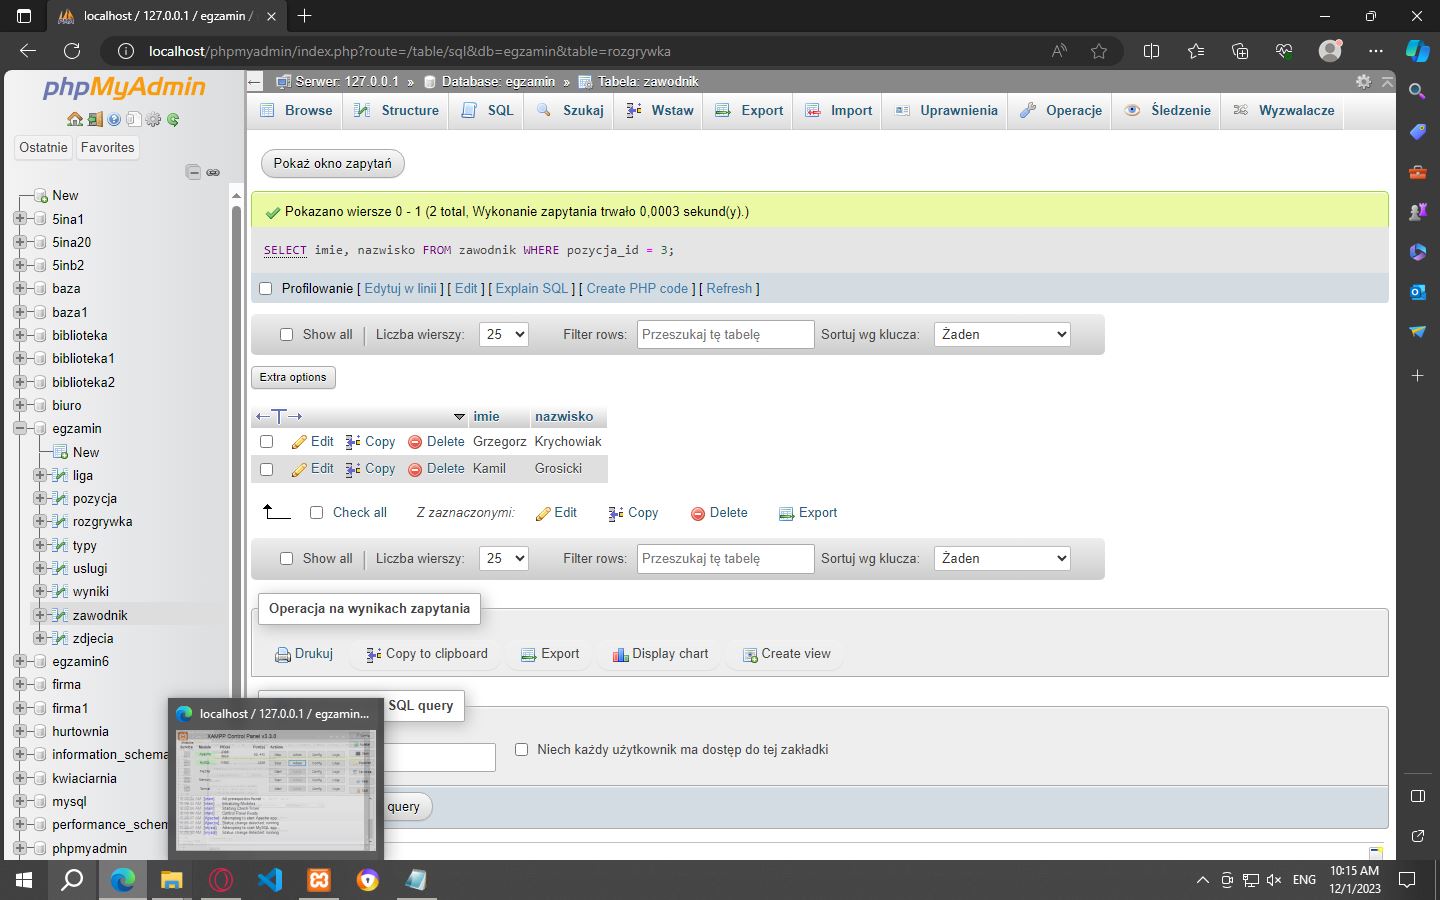 localhost / 127.0.0.1 / egzamin /
localhost/phpmyadmin/index.php?route=/table/sql&db=egzamin&table=rozgrywka
phpMyAdmin
Ostatnie Favorites
New
5ina1
5ina20
5inb2
baza
baza1
biblioteka
biblioteka1
biblioteka2
biuro
egzamin
New
liga
pozycja
rozgrywka
typy
uslugi
wyniki
zawodnik
zdjecia
egzamin6
firma
firma1
hurtownia
information_schema
kwiaciarnia
mysql
performance_schem
phpmyadmin
Serwer: 127.0.0.1 » Database: egzamin » Tabela: zawodnik
Browse Structure SQL Szukaj Wstaw Export Import Uprawnienia Operacje Śledzenie Wyzwalacze
Pokaż okno zapytań
Pokazano wiersze 0 - 1 (2 total, Wykonanie zapytania trwało 0,0003 sekund(y).)
SELECT imie, nazwisko FROM zawodnik WHERE pozycja_id = 3;
Profilowanie [ Edytuj w linii ] [ Edit ] [ Explain SQL ] [ Create PHP code ] [ Refresh ]
Show all Liczba wierszy: 25 Filter rows: Przeszukaj tę tabelę Sortuj wg klucza: Żaden
Extra options
←T→ imie nazwisko
Edit Copy Delete Grzegorz Krychowiak
Edit Copy Delete Kamil Grosicki
Check all Z zaznaczonymi: Edit Copy Delete Export
Show all Liczba wierszy: 25 Filter rows: Przeszukaj tę tabelę Sortuj wg klucza: Żaden
Operacja na wynikach zapytania
Drukuj Copy to clipboard Export Display chart Create view
SQL query
Niech każdy użytkownik ma dostęp do tej zakładki
query
localhost / 127.0.0.1 / egzamin...
XAMPP Control Panel v3.3.0
ENG
10:15 AM
12/1/2023